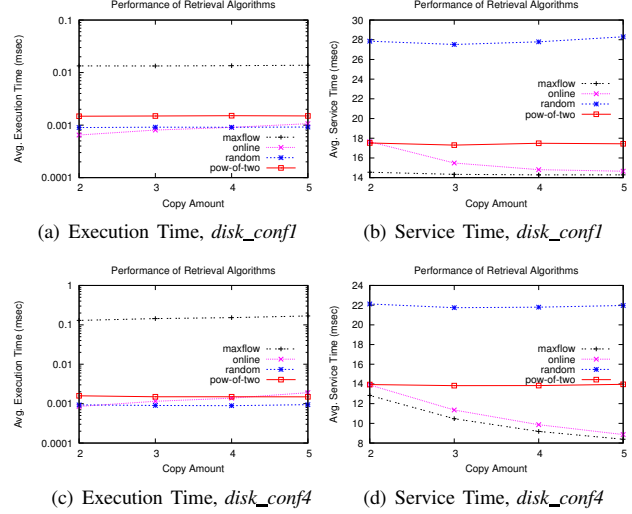 Performance of Retrieval Algorithms
Avg. Execution Time (msec)
0.1
0.01
0.001
0.0001
2 3 4 5
Copy Amount
maxflow
online
random
pow-of-two
(a) Execution Time, disk_conf1
Performance of Retrieval Algorithms
Avg. Service Time (msec)
30
28
26
24
22
20
18
16
14
2 3 4 5
Copy Amount
maxflow
online
random
pow-of-two
(b) Service Time, disk_conf1
Performance of Retrieval Algorithms
Avg. Execution Time (msec)
1
0.1
0.01
0.001
0.0001
2 3 4 5
Copy Amount
maxflow
online
random
pow-of-two
(c) Execution Time, disk_conf4
Performance of Retrieval Algorithms
Avg. Service Time (msec)
24
22
20
18
16
14
12
10
8
2 3 4 5
Copy Amount
maxflow
online
random
pow-of-two
(d) Service Time, disk_conf4